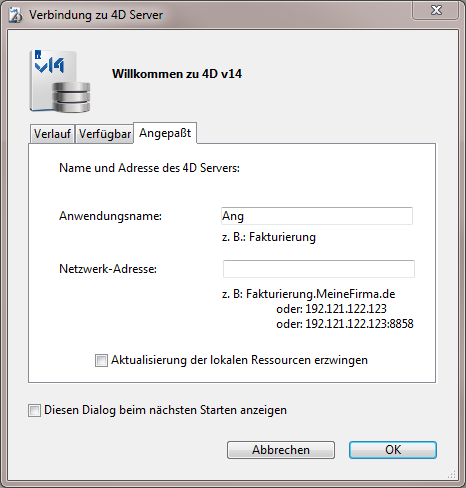 Verbindung zu 4D Server
v14
Willkommen zu 4D v14
Verlauf Verfügbar Angepaßt
Name und Adresse des 4D Servers:
Anwendungsname: Ang
z. B.: Fakturierung
Netzwerk-Adresse:
z. B: Fakturierung.MeineFirma.de
oder: 192.121.122.123
oder: 192.121.122.123:8858
Aktualisierung der lokalen Ressourcen erzwingen
Diesen Dialog beim nächsten Starten anzeigen
Abbrechen OK